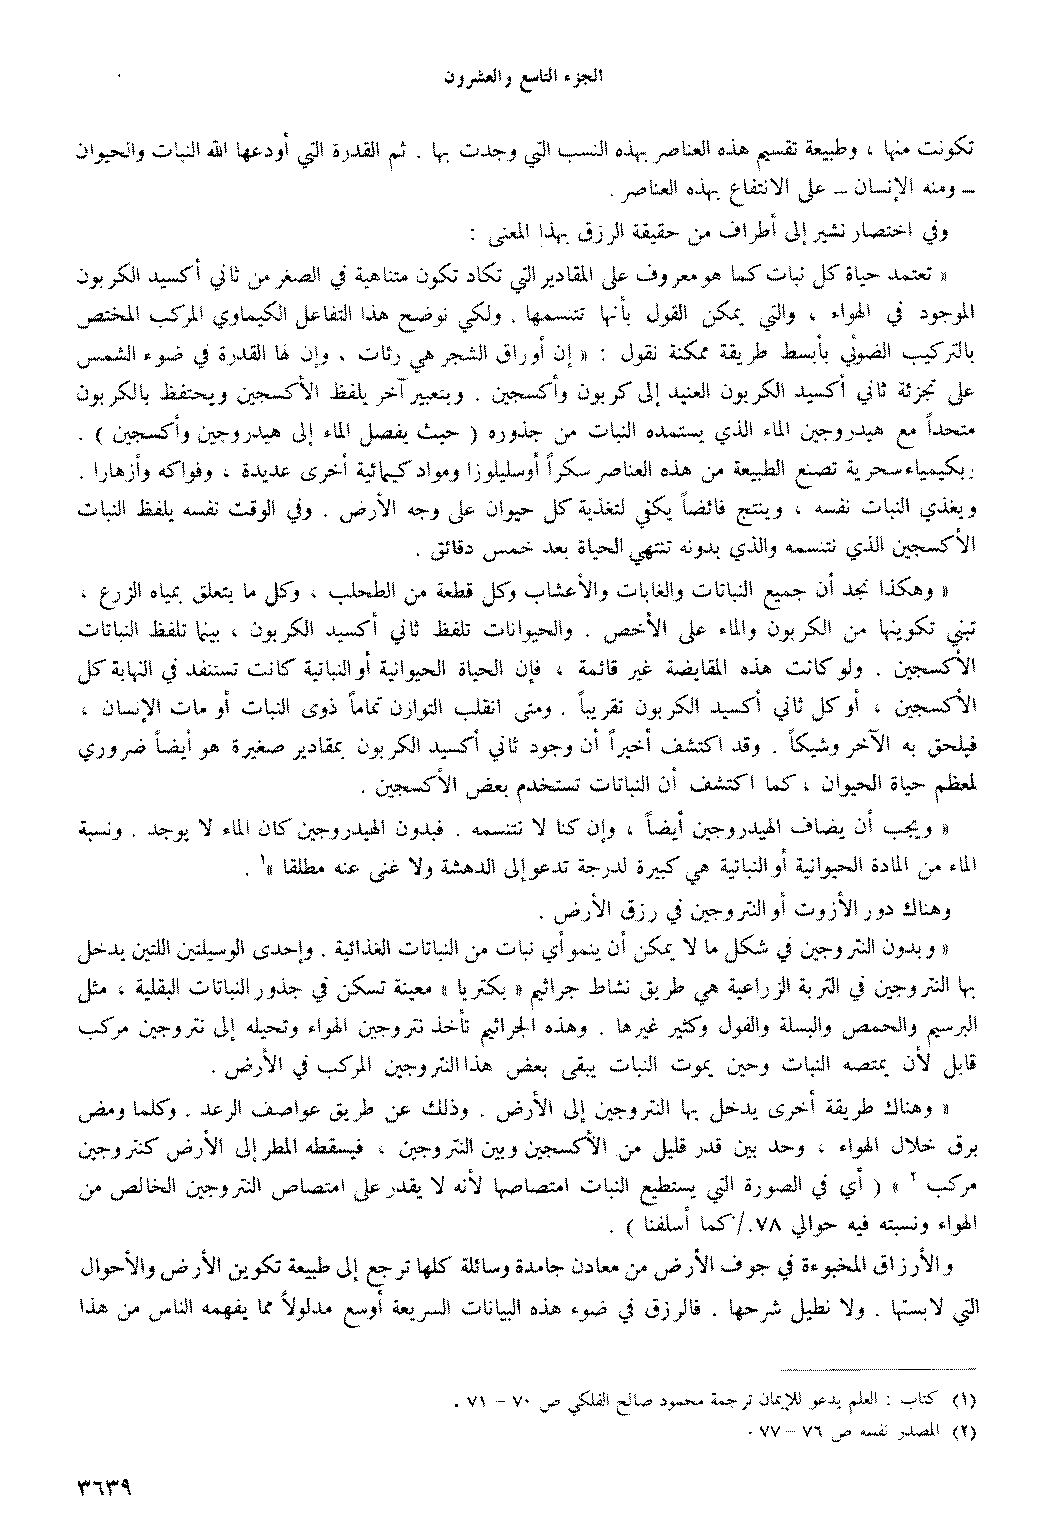 الجزء التاسع والعشرون
تكونت منها ، وطبيعة تقسيم هذه العناصر بهذه النسب التي وجدت بها . ثم القدرة التي أودعها الله النبات والحيوان
– ومنه الإنسان – على الانتفاع بهذه العناصر .
وفي اختصار نشير إلى أطراف من حقيقة الرزق بهذا المعنى :
« تعتمد حياة كل نبات كما هو معروف على المقادير التي تكاد تكون متناهية في الصغر من ثاني أكسيد الكربون
الموجود في الهواء ، والتي يمكن القول بأنها تتنسمها . ولكي نوضح هذا التفاعل الكيماوي المركب المختص
بالتركيب الضوئي بأبسط طريقة ممكنة نقول : « إن أوراق الشجر هي رئات ، وإن لها القدرة في ضوء الشمس
على تجزئة ثاني أكسيد الكربون العنيد إلى كربون وأكسجين . وبتعبير آخر يلفظ الأكسجين ويحتفظ بالكربون
متحداً مع هيدروجين الماء الذي يستمده النبات من جذوره ( حيث يفصل الماء إلى هيدروجين وأكسجين ) .
بكيمياء سحرية تصنع الطبيعة من هذه العناصر سكراً أوسليلوزا ومواد كيمائية أخرى عديدة ، وفواكه وأزهارا .
ويغذي النبات نفسه ، وينتج فائضاً يكفي لتغذية كل حيوان على وجه الأرض . وفي الوقت نفسه يلفظ النبات
الأكسجين الذي نتنسمه والذي بدونه تنتهي الحياة بعد خمس دقائق .
« وهكذا نجد أن جميع النباتات والغابات والأعشاب وكل قطعة من الطحلب ، وكل ما يتعلق بمياه الزرع ،
تبني تكوينها من الكربون والماء على الأخص . والحيوانات تلفظ ثاني أكسيد الكربون ، بينما تلفظ النباتات
الأكسجين . ولو كانت هذه المقايضة غير قائمة ، فإن الحياة الحيوانية أو النباتية كانت تستنفد في النهاية كل
الأكسجين ، أو كل ثاني أكسيد الكربون تقريباً . ومتى انقلب التوازن تماماً ذوى النبات أو مات الإنسان ،
فيلحق به الآخر وشيكاً . وقد اكتشف أخيراً أن وجود ثاني أكسيد الكربون بمقادير صغيرة هو أيضاً ضروري
لمعظم حياة الحيوان ، كما اكتشف أن النباتات تستخدم بعض الأكسجين .
« ويجب أن يضاف الهيدروجين أيضاً ، وإن كنا لا نتنسمه . فبدون الهيدروجين كان الماء لا يوجد . ونسبة
الماء من المادة الحيوانية أو النباتية هي كبيرة لدرجة تدعو إلى الدهشة ولا غنى عنه مطلقا »١ .
وهناك دور الأزوت أو النتروجين في رزق الأرض .
« وبدون النتروجين في شكل ما لا يمكن أن ينمو أي نبات من النباتات الغذائية . وإحدى الوسيلتين اللتين يدخل
بها النتروجين في التربة الزراعية هي طريق نشاط جراثيم « بكتريا » معينة تسكن في جذور النباتات البقلية ، مثل
البرسيم والحمص والبسلة والفول وكثير غيرها . وهذه الجراثيم تأخذ نتروجين الهواء وتحيله إلى نتروجين مركب
قابل لأن يمتصه النبات وحين يموت النبات يبقى بعض هذا النتروجين المركب في الأرض .
« وهناك طريقة أخرى يدخل بها النتروجين إلى الأرض . وذلك عن طريق عواصف الرعد . وكلما ومض
برق خلال الهواء ، وحد بين قدر قليل من الأكسجين وبين النتروجين ، فيسقطه المطر إلى الأرض كنتروجين
مركب ٢ » ( أي في الصورة التي يستطيع النبات امتصاصها لأنه لا يقدر على امتصاص النتروجين الخالص من
الهواء ونسبته فيه حوالي ٧٨./' كما أسلفنا ) .
والأرزاق المخبوءة في جوف الأرض من معادن جامدة وسائلة كلها ترجع إلى طبيعة تكوين الأرض والأحوال
التي لابستها . ولا نطيل شرحها . فالرزق في ضوء هذه البيانات السريعة أوسع مدلولاً مما يفهمه الناس من هذا
(١) كتاب : العلم يدعو للإيمان ترجمة محمود صالح الفلكي ص ٧٠ – ٧١ .
(٢) المصدر نفسه ص ٧٦ – ٧٧ .
٣٦٣٩